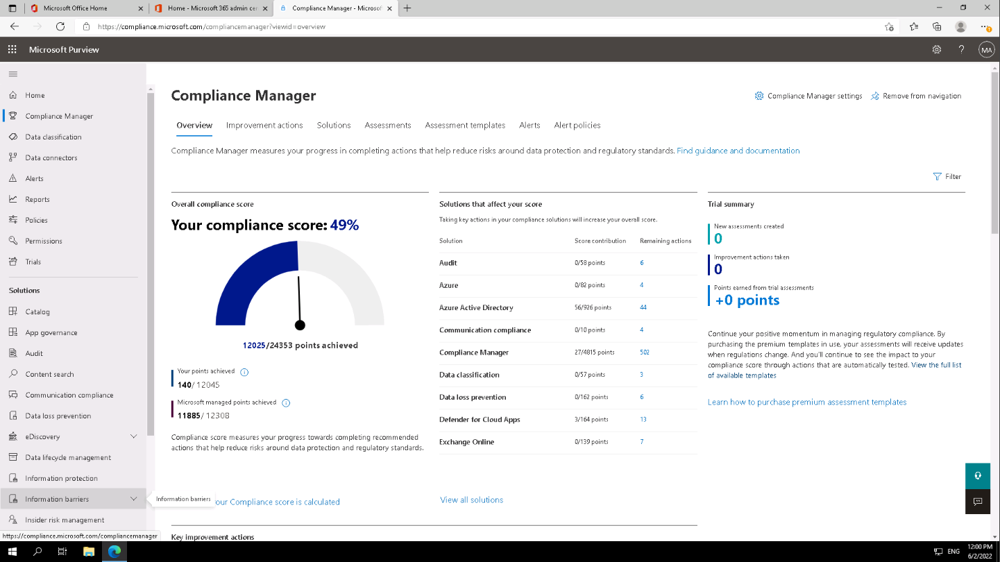 Microsoft Office Home
Home - Microsoft 365 admin cen
Compliance Manager - Microsof
https://compliance.microsoft.com/compliancemanager?viewid=overview
Microsoft Purview
MA
Home
Compliance Manager
Data classification
Data connectors
Alerts
Reports
Policies
Permissions
Trials
Solutions
Catalog
App governance
Audit
Content search
Communication compliance
Data loss prevention
eDiscovery
Data lifecycle management
Information protection
Information barriers
Insider risk management
Information barriers
https://compliance.microsoft.com/compliancemanager
Compliance Manager
Compliance Manager settings
Remove from navigation
Overview
Improvement actions
Solutions
Assessments
Assessment templates
Alerts
Alert policies
Compliance Manager measures your progress in completing actions that help reduce risks around data protection and regulatory standards. Find guidance and documentation
Filter
Overall compliance score
Your compliance score: 49%
12025/24353 points achieved
Your points achieved
140/ 12045
Microsoft managed points achieved
11885/ 12308
Compliance score measures your progress towards completing recommended
actions that help reduce risks around data protection and regulatory standards.
our Compliance score is calculated
Solutions that affect your score
Taking key actions in your compliance solutions will increase your overall score.
Solution Score contribution Remaining actions
Audit 0/58 points 6
Azure 0/82 points 4
Azure Active Directory 56/926 points 44
Communication compliance 0/10 points 4
Compliance Manager 27/4815 points 502
Data classification 0/57 points 3
Data loss prevention 0/162 points 6
Defender for Cloud Apps 3/164 points 13
Exchange Online 0/139 points 7
View all solutions
Trial summary
New assessments created
0
Improvement actions taken
0
Points earned from trial assessments
+0 points
Continue your positive momentum in managing regulatory compliance. By
purchasing the premium templates in use, your assessments will receive updates
when regulations change. And you'll continue to see the impact to your
compliance score through actions that are automatically tested. View the full list
of available templates
Learn how to purchase premium assessment templates
Key improvement actions
ENG
12:00 PM
6/2/2022